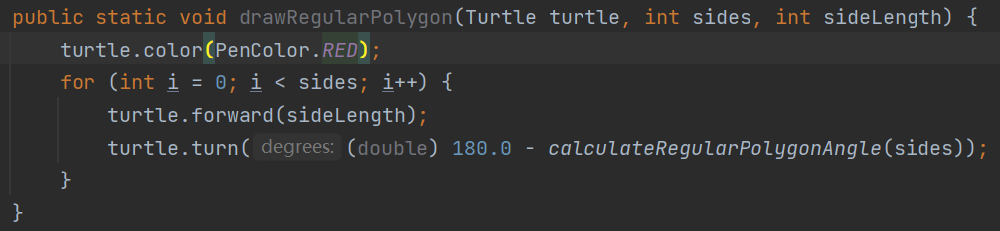 public static void drawRegularPolygon(Turtle turtle, int sides, int sideLength) {
    turtle.color(PenColor.RED);
    for (int i = 0; i < sides; i++) {
        turtle.forward(sideLength);
        turtle.turn( degrees: (double) 180.0 - calculateRegularPolygonAngle(sides));
    }
}